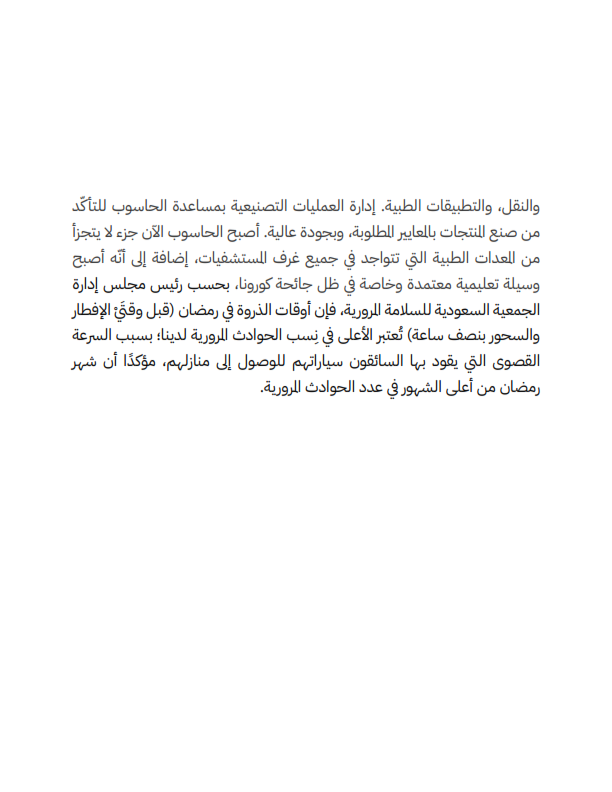 والنقل، والتطبيقات الطبية. إدارة العمليات التصنيعية بمساعدة الحاسوب للتأكّد
من صنع المنتجات بالمعايير المطلوبة، وبجودة عالية. أصبح الحاسوب الآن جزء لا يتجزأ
من المعدات الطبية التي تتواجد في جميع غرف المستشفيات، إضافة إلى أنّه أصبح
وسيلة تعليمية معتمدة وخاصة في ظل جائحة كورونا، بحسب رئيس مجلس إدارة
الجمعية السعودية للسلامة المرورية، فإن أوقات الذروة في رمضان (قبل وقتَيْ الإفطار
والسحور بنصف ساعة) تُعتبر الأعلى في نِسب الحوادث المرورية لدينا؛ بسبب السرعة
القصوى التي يقود بها السائقون سياراتهم للوصول إلى منازلهم، مؤكدًا أن شهر
رمضان من أعلى الشهور في عدد الحوادث المرورية.